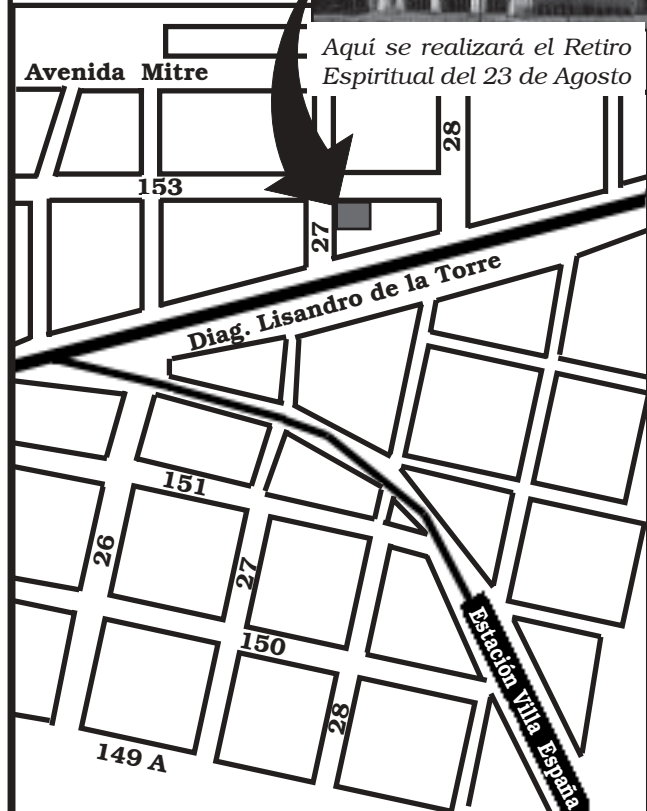 Aquí se realizará el Retiro
Espiritual del 23 de Agosto
Avenida Mitre
28
153
27
Diag. Lisandro de la Torre
151
26
27
150
28
149 A
Estación Villa España